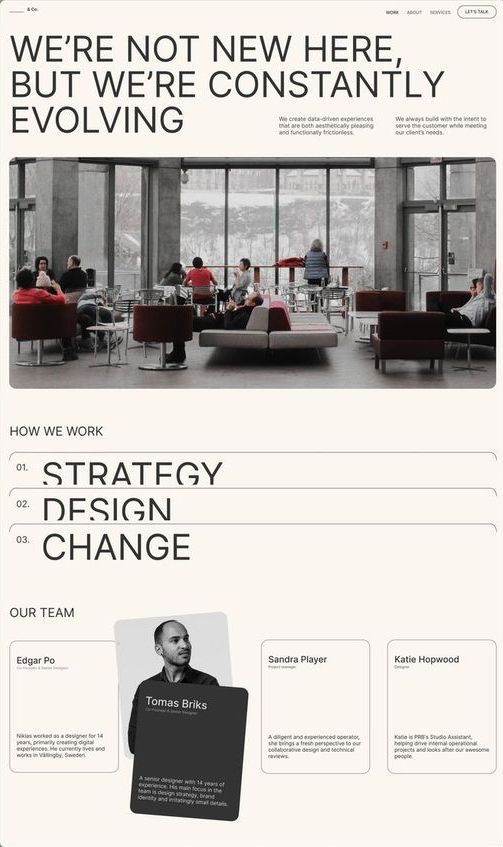 & Co.
WORK ABOUT SERVICES LET'S TALK
WE'RE NOT NEW HERE,
BUT WE'RE CONSTANTLY
EVOLVING
We create data-driven experiences
that are both aesthetically pleasing
and functionally frictionless.
We always build with the intent to
serve the customer while meeting
our client's needs.
HOW WE WORK
01. STRATEGY
02. DESIGN
03. CHANGE
OUR TEAM
Edgar Po
Co-Founder & Senior Designer
Niklas worked as a designer for 14
years, primarily creating digital
experiences. He currently lives and
works in Vällingby, Sweden.
Tomas Briks
Co-Founder & Senior Designer
A senior designer with 14 years of
experience. His main focus in the
team is design strategy, brand
identity and irritatingly small details.
Sandra Player
Project manager
A diligent and experienced operator,
she brings a fresh perspective to our
collaborative design and technical
reviews.
Katie Hopwood
Designer
Katie is PRB's Studio Assistant,
helping drive internal operational
projects and looks after our awesome
people.